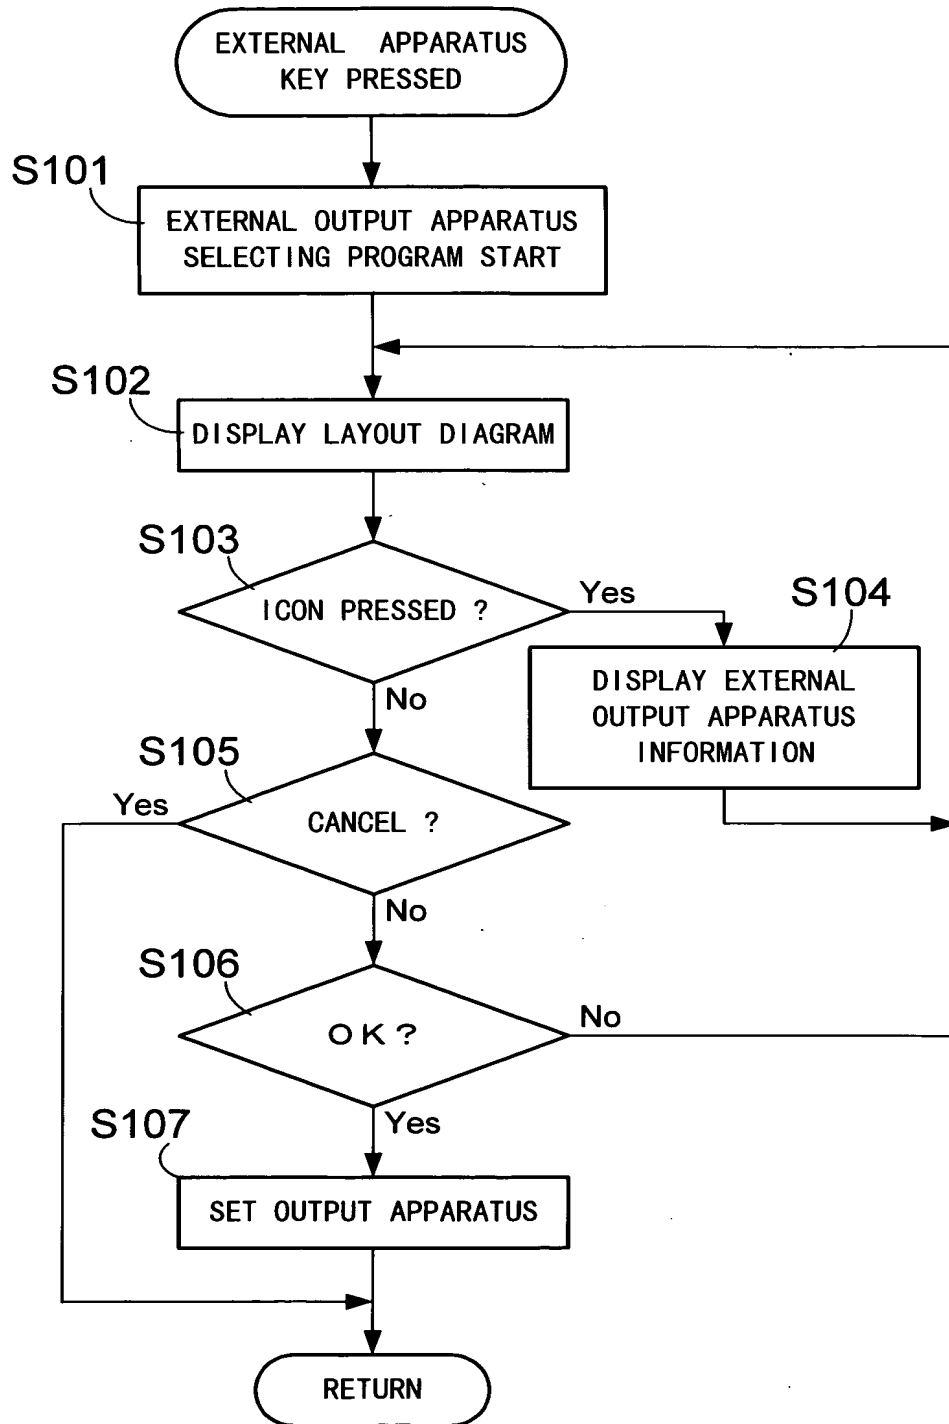 EXTERNAL APPARATUS
KEY PRESSED
S101
EXTERNAL OUTPUT APPARATUS
SELECTING PROGRAM START
S102
DISPLAY LAYOUT DIAGRAM
S103
ICON PRESSED ?
Yes
S104
DISPLAY EXTERNAL
OUTPUT APPARATUS
INFORMATION
No
S105
Yes
CANCEL ?
No
S106
OK?
No
Yes
S107
SET OUTPUT APPARATUS
RETURN